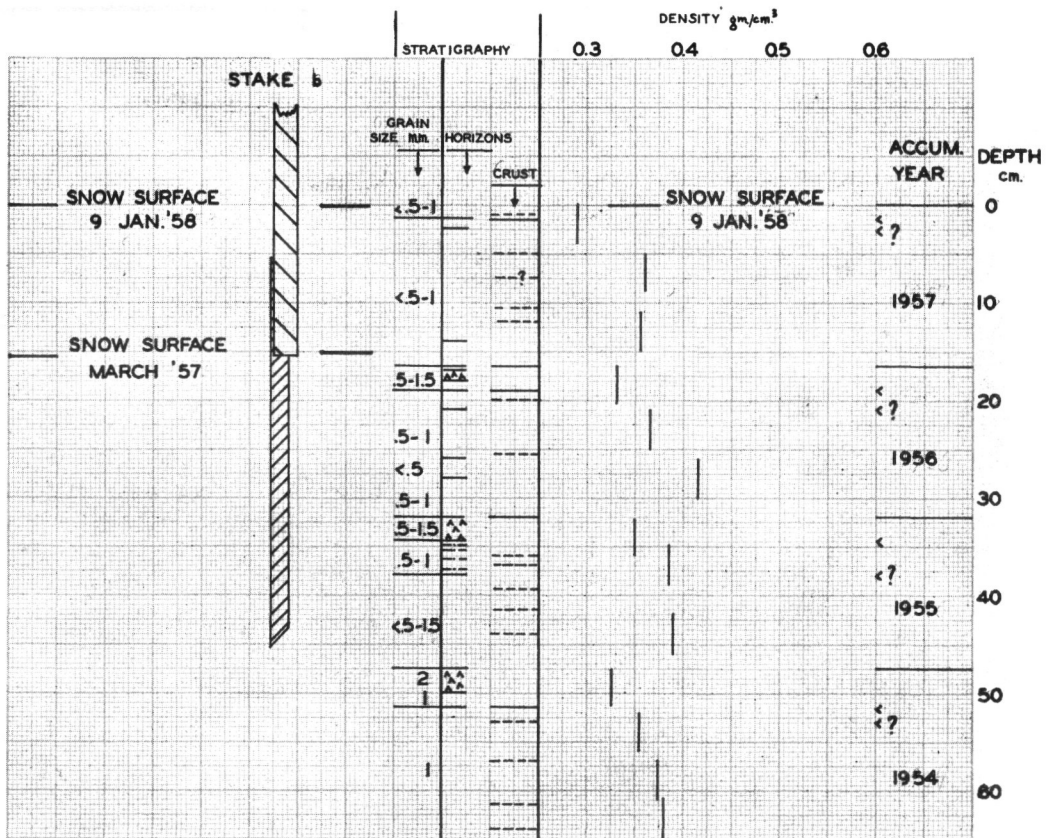 DENSITY gm/cm.³
STRATIGRAPHY
0.3 0.4 0.5 0.6
STAKE b
GRAIN SIZE mm.
HORIZONS
CRUST
ACCUM. YEAR
DEPTH cm.
SNOW SURFACE
9 JAN. '58
<.5-1
SNOW SURFACE
9 JAN. '58
0
< < ?
?
<.5-1
1957
10
SNOW SURFACE
MARCH '57
.5-1.5
< < ?
20
.5-1
1956
<.5
.5-1
30
.5-1.5
< < ?
.5-1
1955
40
<.5-1.5
2
1
50
< < ?
1
1954
60